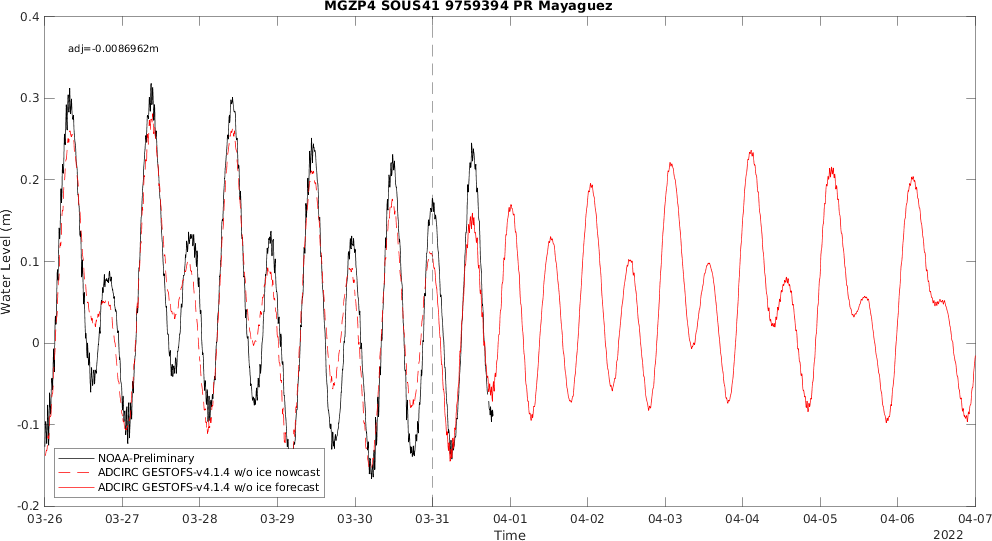 MGZP4 SOUS41 9759394 PR Mayaguez
adj=-0.0086962m
0.4
0.3
0.2
0.1
0
-0.1
-0.2
Water Level (m)
NOAA-Preliminary
ADCIRC GESTOFS-v4.1.4 w/o ice nowcast
ADCIRC GESTOFS-v4.1.4 w/o ice forecast
03-26 03-27 03-28 03-29 03-30 03-31 04-01 04-02 04-03 04-04 04-05 04-06 04-07
Time
2022